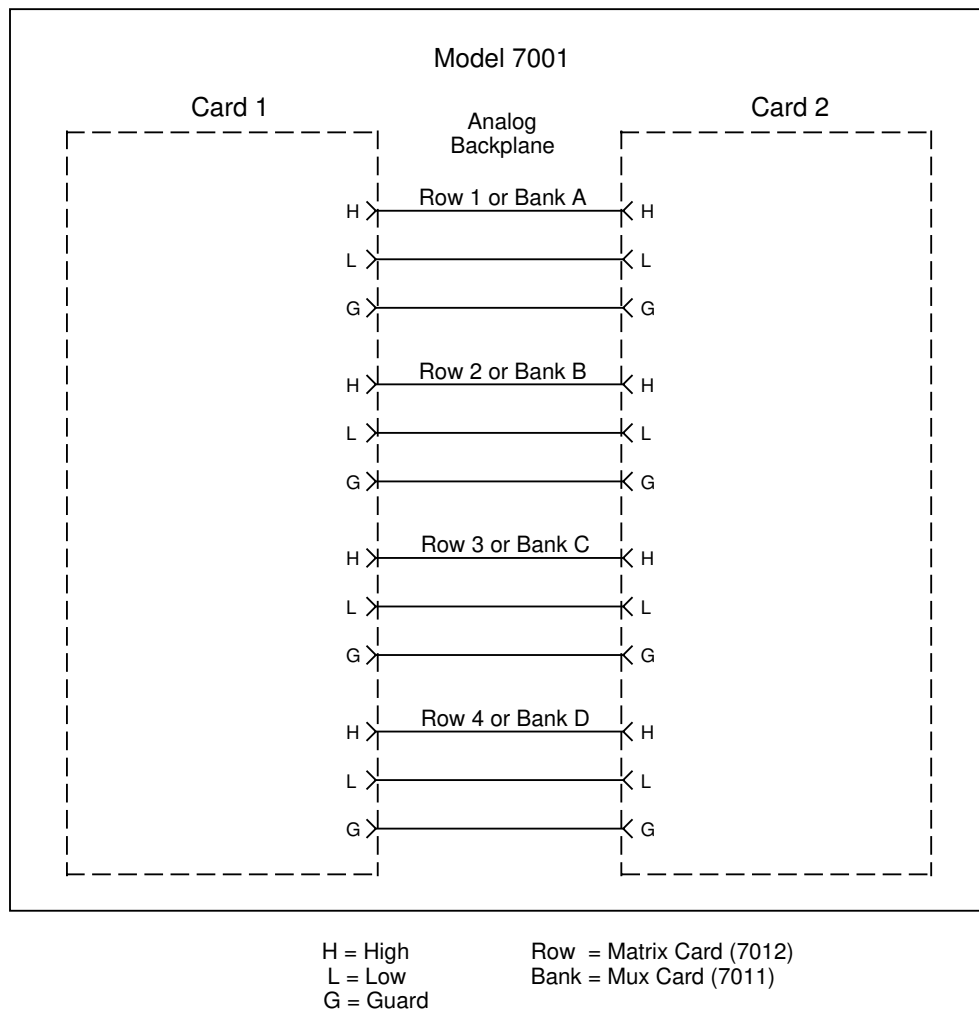 Model 7001
Card 1
Card 2
Analog
Backplane
Row 1 or Bank A
H H
L L
G G
Row 2 or Bank B
H H
L L
G G
Row 3 or Bank C
H H
L L
G G
Row 4 or Bank D
H H
L L
G G
H = High
L = Low
G = Guard
Row = Matrix Card (7012)
Bank = Mux Card (7011)